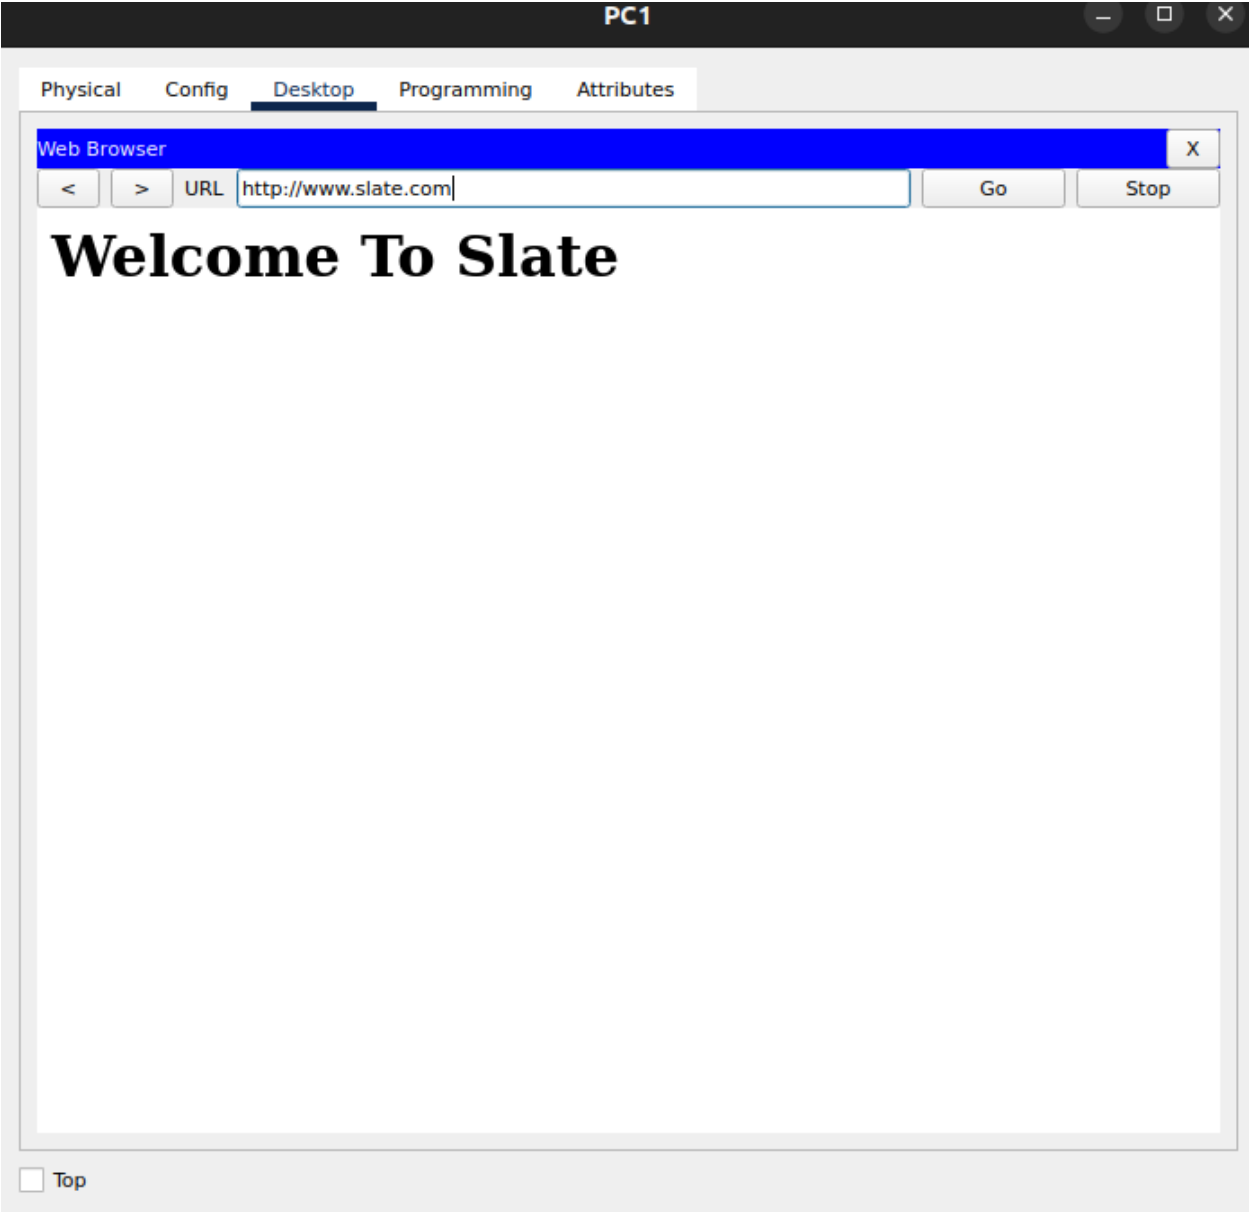 PC1
Physical Config Desktop Programming Attributes
Web Browser X
< > URL http://www.slate.com Go Stop
Welcome To Slate
Top